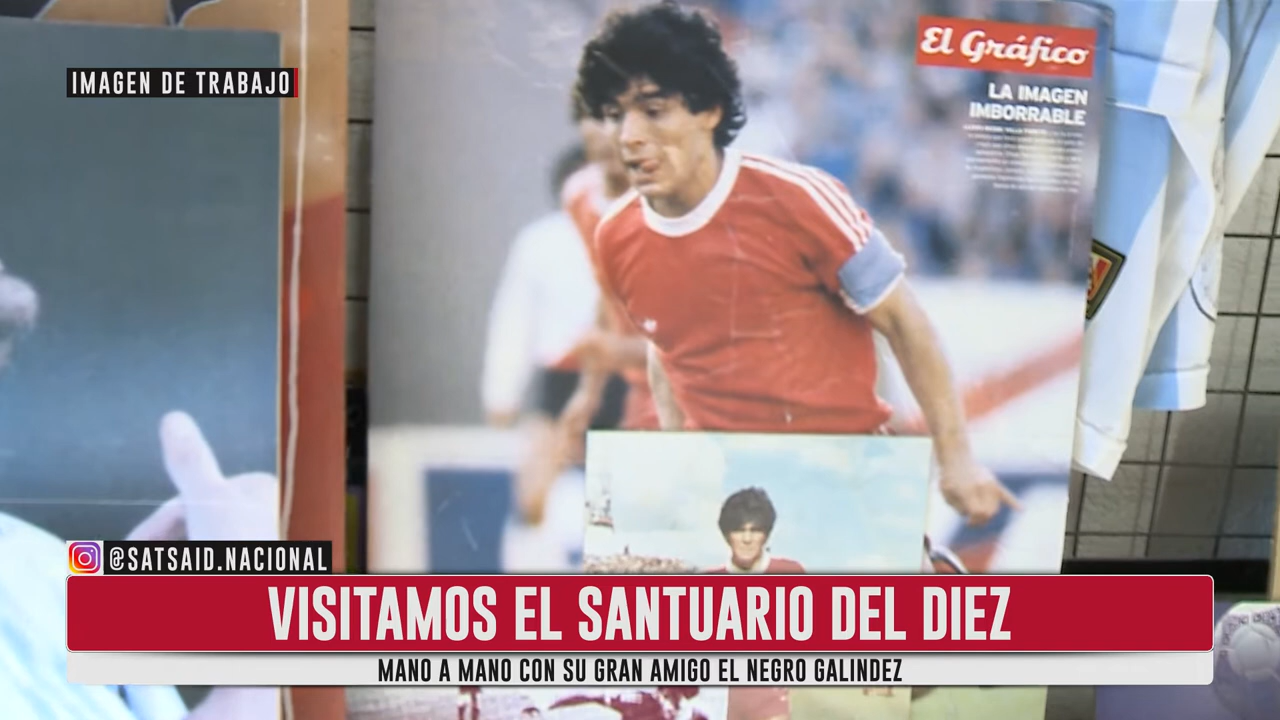 IMAGEN DE TRABAJO
El Gráfico
LA IMAGEN
IMBORRABLE
@SATSAID.NACIONAL
VISITAMOS EL SANTUARIO DEL DIEZ
MANO A MANO CON SU GRAN AMIGO EL NEGRO GALINDEZ